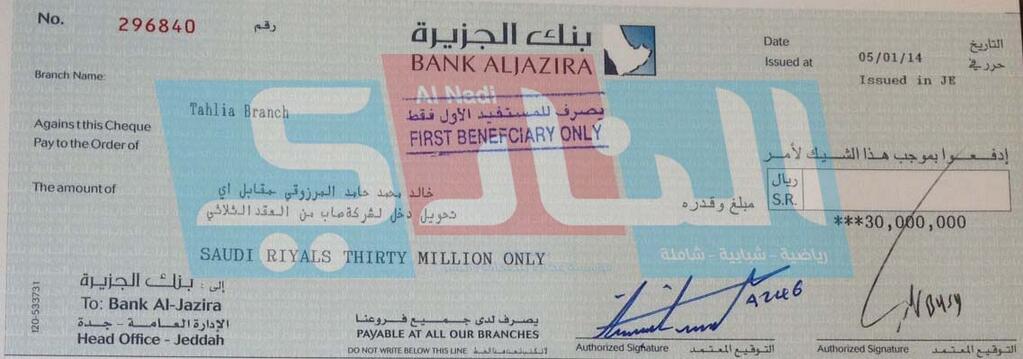 No. 296840 رقم
بنك الجزيرة
BANK ALJAZIRA
Date التاريخ
Issued at 05/01/14 حرر في
Issued in JE
Branch Name:
Tahlia Branch
Al Nadi
النادي
يصرف للمستفيد الأول فقط
FIRST BENEFCIARY ONLY
Against this Cheque
Pay to the Order of
إدفعوا بموجب هذا الشيك لأمر
The amount of
خالد محمد حامد المرزوقي مقابل اي
مبلغ وقدره
ريال
S.R.
تحويل دخل لشركة صاب من العقد الثلاثي
***30,000,000
SAUDI RIYALS THIRTY MILLION ONLY
رياضية - شبابية - شاملة
إلى: بنك الجزيرة
To: Bank Al-Jazira
الإدارة العامة - جدة
Head Office - Jeddah
120-533731
يصرف لدى جميع فروعنا
PAYABLE AT ALL OUR BRANCHES
DO NOT WRITE BELOW THIS LINE
A2466
Authorized Signature التوقيع المعتمد
Authorized Signature التوقيع المعتمد